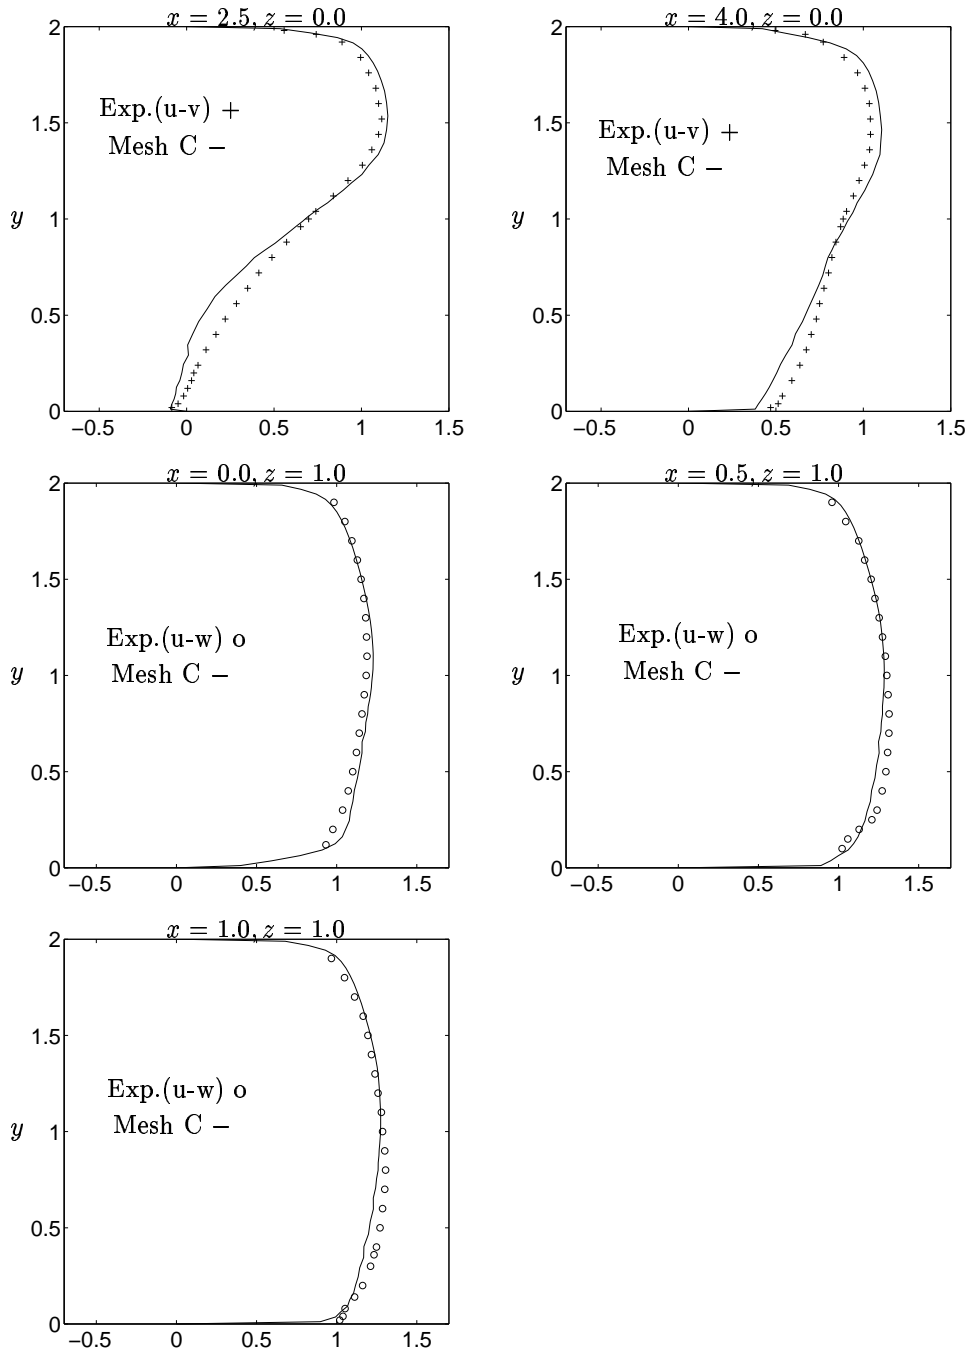 x = 2.5, z = 0.0
2
Exp.(u-v) +
1.5
Mesh C –
y
1
0.5
0
−0.5 0 0.5 1 1.5
x = 4.0, z = 0.0
2
1.5
Exp.(u-v) +
Mesh C –
y
1
0.5
0
−0.5 0 0.5 1 1.5
x = 0.0, z = 1.0
2
1.5
Exp.(u-w) o
Mesh C –
y
1
0.5
0
−0.5 0 0.5 1 1.5
x = 0.5, z = 1.0
2
1.5
Exp.(u-w) o
Mesh C –
y
1
0.5
0
−0.5 0 0.5 1 1.5
x = 1.0, z = 1.0
2
1.5
Exp.(u-w) o
Mesh C –
y
1
0.5
0
−0.5 0 0.5 1 1.5